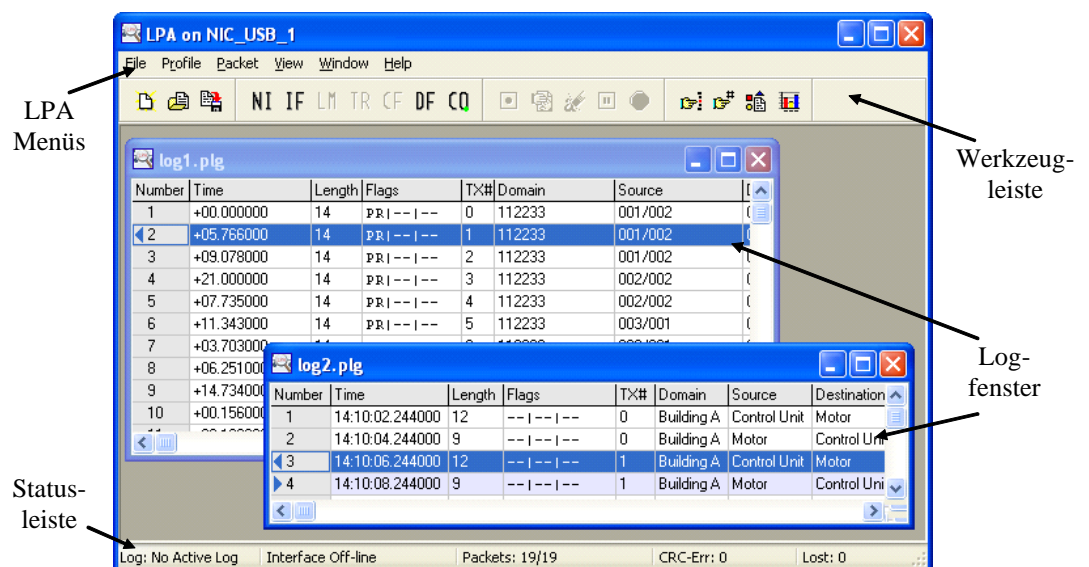 LPA on NIC_USB_1
File Profile Packet View Window Help
NI IF LM TR CF DF CQ
LPA
Menüs
Werkzeug-
leiste
log1.plg
Number Time Length Flags TX# Domain Source
1 +00.000000 14 PR|--|-- 0 112233 001/002
2 +05.766000 14 PR|--|-- 1 112233 001/002
3 +09.078000 14 PR|--|-- 2 112233 001/002
4 +21.000000 14 PR|--|-- 3 112233 002/002
5 +07.735000 14 PR|--|-- 4 112233 002/002
6 +11.343000 14 PR|--|-- 5 112233 003/001
7 +03.703000
8 +06.251000
9 +14.734000
10 +00.156000
11
Log-
fenster
log2.plg
Number Time Length Flags TX# Domain Source Destination
1 14:10:02.244000 12 --|--|-- 0 Building A Control Unit Motor
2 14:10:04.244000 9 --|--|-- 0 Building A Motor Control Uni
3 14:10:06.244000 12 --|--|-- 1 Building A Control Unit Motor
4 14:10:08.244000 9 --|--|-- 1 Building A Motor Control Uni
Status-
leiste
Log: No Active Log Interface Off-line Packets: 19/19 CRC-Err: 0 Lost: 0